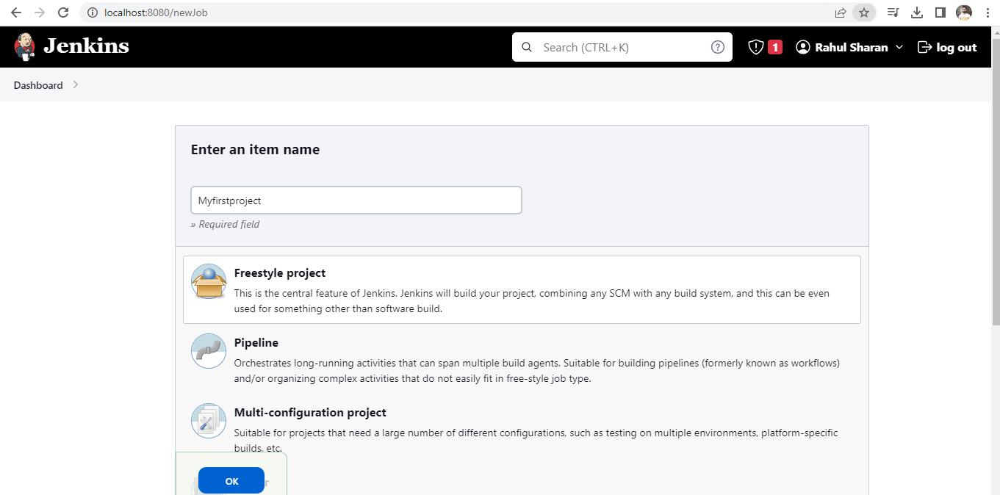 localhost:8080/newJob
Jenkins
Search (CTRL+K)
?
1
Rahul Sharan
log out
Dashboard
Enter an item name
Myfirstproject
» Required field
Freestyle project
This is the central feature of Jenkins. Jenkins will build your project, combining any SCM with any build system, and this can be even
used for something other than software build.
Pipeline
Orchestrates long-running activities that can span multiple build agents. Suitable for building pipelines (formerly known as workflows)
and/or organizing complex activities that do not easily fit in free-style job type.
Multi-configuration project
Suitable for projects that need a large number of different configurations, such as testing on multiple environments, platform-specific
builds, etc.
OK